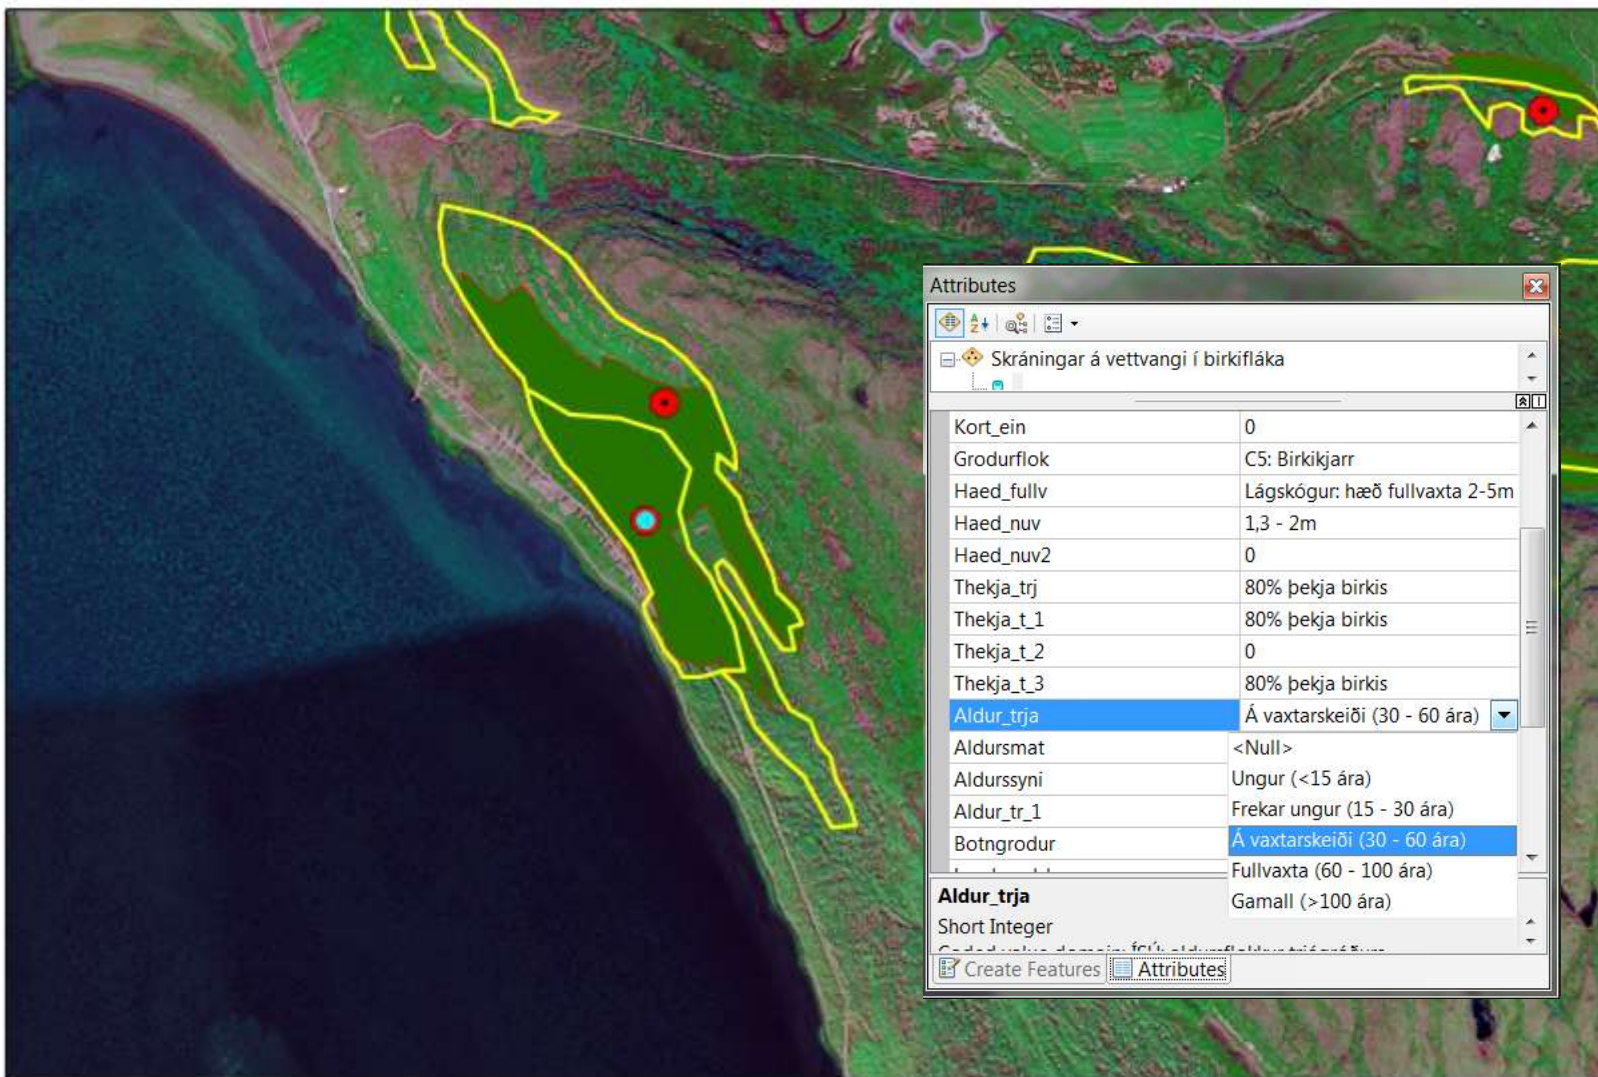 Attributes
Skráningar á vettvangi í birkifláka
Kort_ein 0
Grodurflok C5: Birkikjarr
Haed_fullv Lágskógur: hæð fullvaxta 2-5m
Haed_nuv 1,3 - 2m
Haed_nuv2 0
Thekja_trj 80% þekja birkis
Thekja_t_1 80% þekja birkis
Thekja_t_2 0
Thekja_t_3 80% þekja birkis
Aldur_trja Á vaxtarskeiði (30 - 60 ára)
Aldursmat <Null>
Aldurssyni Ungur (<15 ára)
Aldur_tr_1 Frekar ungur (15 - 30 ára)
Botngrodur Á vaxtarskeiði (30 - 60 ára)
Fullvaxta (60 - 100 ára)
Gamall (>100 ára)
Aldur_trja
Short Integer
Create Features Attributes